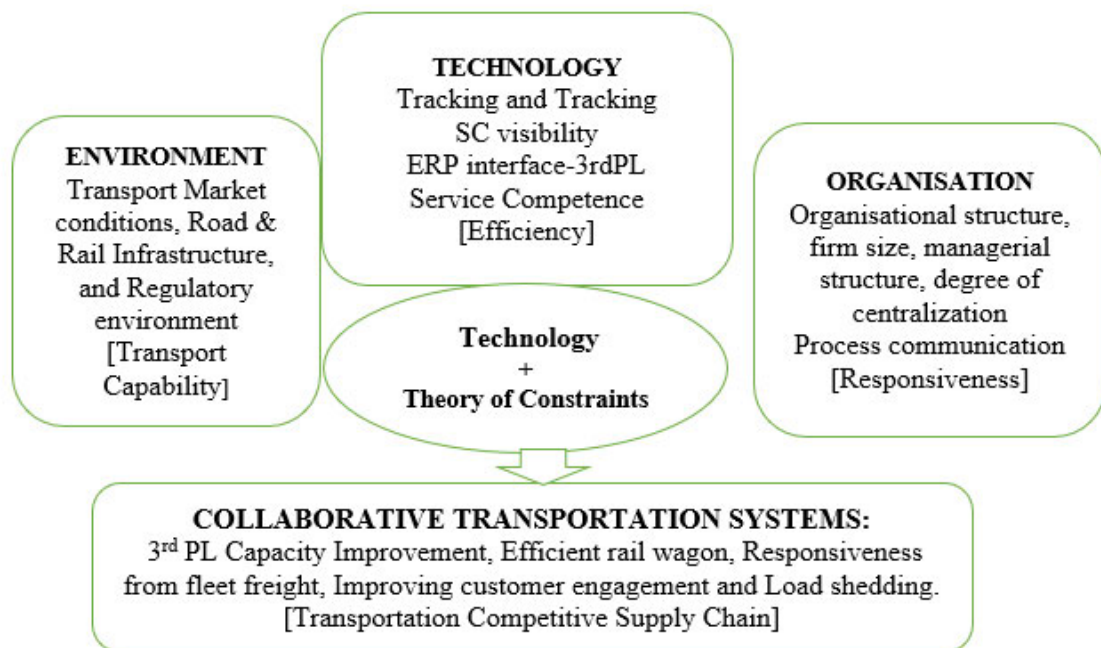 TECHNOLOGY
Tracking and Tracking
SC visibility
ERP interface-3rdPL
Service Competence
[Efficiency]
ENVIRONMENT
Transport Market
conditions, Road &
Rail Infrastructure,
and Regulatory
environment
[Transport
Capability]
ORGANISATION
Organisational structure,
firm size, managerial
structure, degree of
centralization
Process communication
[Responsiveness]
Technology
+
Theory of Constraints
COLLABORATIVE TRANSPORTATION SYSTEMS:
3rd PL Capacity Improvement, Efficient rail wagon, Responsiveness
from fleet freight, Improving customer engagement and Load shedding.
[Transportation Competitive Supply Chain]